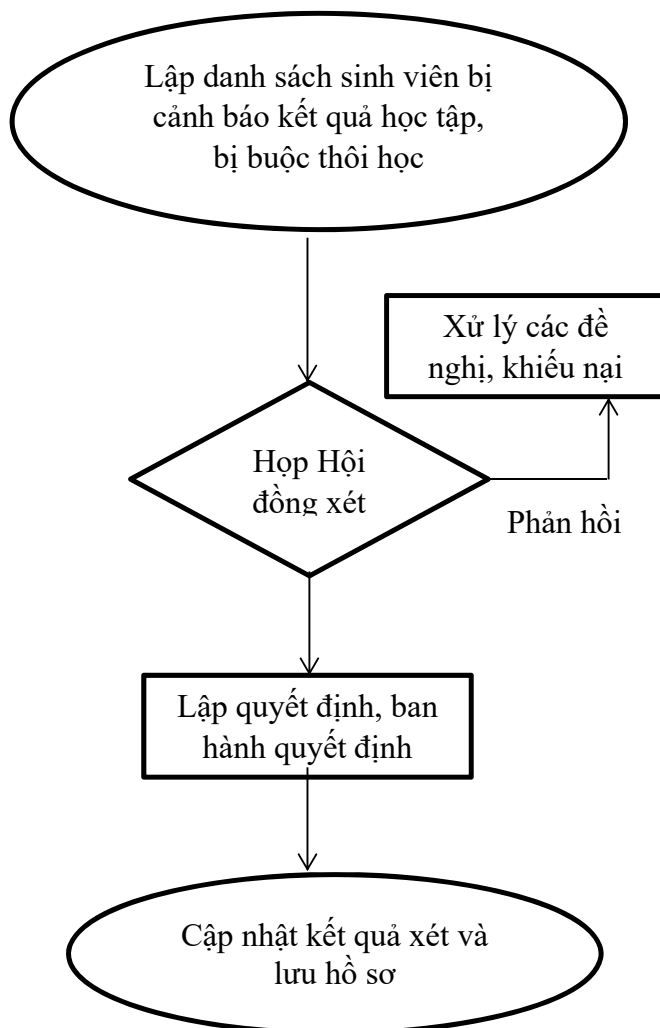 Lập danh sách sinh viên bị
cảnh báo kết quả học tập,
bị buộc thôi học
Xử lý các đề
nghị, khiếu nại
Họp Hội
đồng xét
Phản hồi
Lập quyết định, ban
hành quyết định
Cập nhật kết quả xét và
lưu hồ sơ